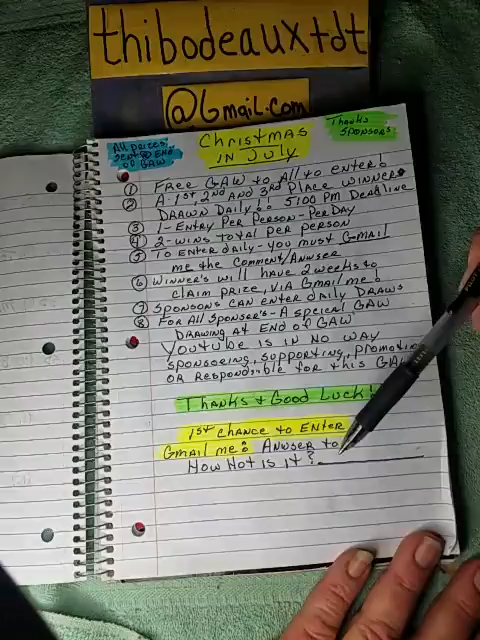 thibodeauxtdt
@Gmail.com
All prizes
sent @ END
of GAW
Christmas
IN July
Thanks
Sponsors
① FREE GAW to All to enter!
② A 1st 2ND and 3rd Place winner
Drawn Daily!! 5:00 PM Deadline
③ 1-Entry Per Person-Per Day
④ 2-wins total per person
⑤ To Enter daily-you must Gmail
me the comment/Anwser
⑥ Winner's will have 2 weeks to
claim prize, via Gmail me!
⑦ Sponsors can enter daily Draws
⑧ For All Sponser's-A special GAW
Drawing at End of GAW
Youtube is in no way
sponsoring, supporting, promoting
or responsible for this GAW
Thanks + Good Luck!
1st chance to Enter
Gmail me: Anwser to
How Hot is it?